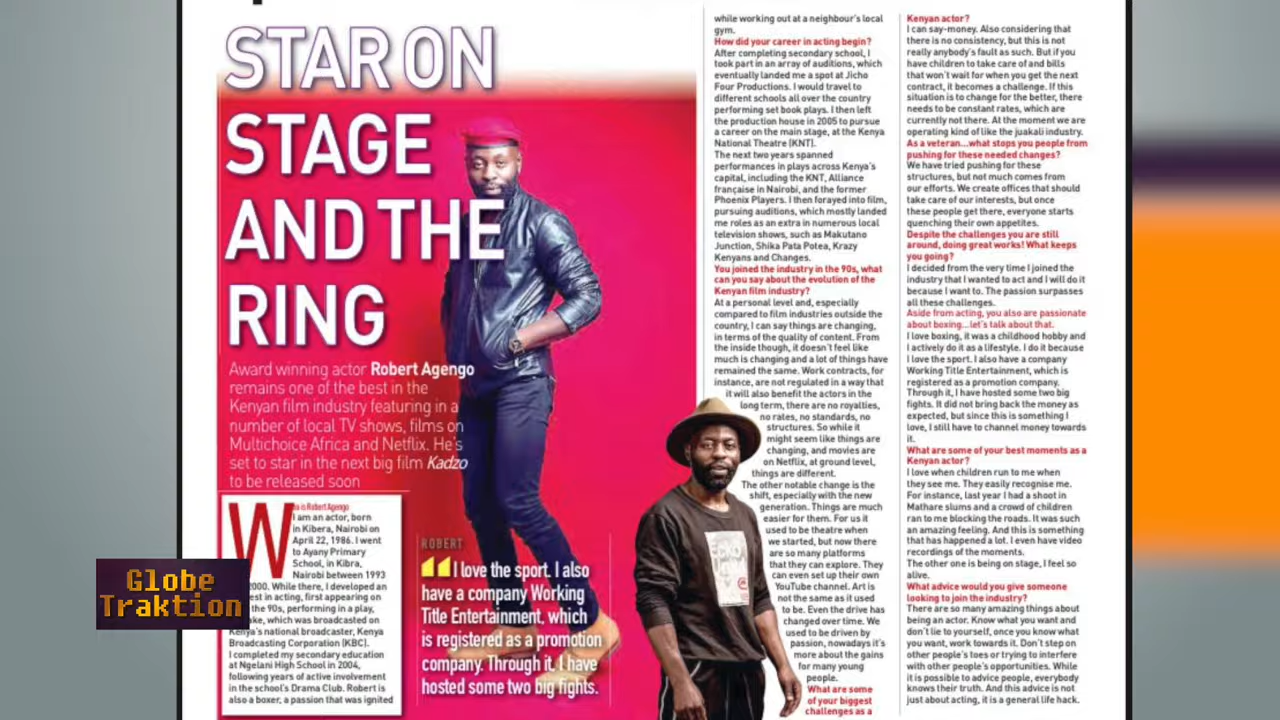 STAR ON
STAGE
AND THE
RING
Award winning actor Robert Agengo
remains one of the best in the
Kenyan film industry featuring in a
number of local TV shows, films on
Multichoice Africa and Netflix. He's
set to star in the next big film Kadzo
to be released soon
W
is Robert Agengo
I am an actor, born
in Kibera, Nairobi on
April 22, 1986. I went
to Ayany Primary
School, in Kibra,
Nairobi between 1993
2000. While there, I developed an
est in acting, first appearing on
the 90s, performing in a play,
ke, which was broadcasted on
Kenya's national broadcaster, Kenya
Broadcasting Corporation (KBC).
I completed my secondary education
at Ngelani High School in 2004,
following years of active involvement
in the school's Drama Club. Robert is
also a boxer, a passion that was ignited
ROBERT
I love the sport. I also
have a company Working
Title Entertainment, which
is registered as a promotion
company. Through it, I have
hosted some two big fights.
while working out at a neighbour's local
gym.
How did your career in acting begin?
After completing secondary school, I
took part in an array of auditions, which
eventually landed me a spot at Jicho
Four Productions. I would travel to
different schools all over the country
performing set book plays. I then left
the production house in 2005 to pursue
a career on the main stage, at the Kenya
National Theatre (KNT).
The next two years spanned
performances in plays across Kenya's
capital, including the KNT, Alliance
française in Nairobi, and the former
Phoenix Players. I then forayed into film,
pursuing auditions, which mostly landed
me roles as an extra in numerous local
television shows, such as Makutano
Junction, Shika Pata Potea, Krazy
Kenyans and Changes.
You joined the industry in the 90s, what
can you say about the evolution of the
Kenyan film industry?
At a personal level and, especially
compared to film industries outside the
country, I can say things are changing,
in terms of the quality of content. From
the inside though, it doesn't feel like
much is changing and a lot of things have
remained the same. Work contracts, for
instance, are not regulated in a way that
it will also benefit the actors in the
long term, there are no royalties,
no rates, no standards, no
structures. So while it
might seem like things are
changing, and movies are
on Netflix, at ground level,
things are different.
The other notable change is the
shift, especially with the new
generation. Things are much
easier for them. For us it
used to be theatre when
we started, but now there
are so many platforms
that they can explore. They
can even set up their own
YouTube channel. Art is
not the same as it used
to be. Even the drive has
changed over time. We
used to be driven by
passion, nowadays it's
more about the gains
for many young
people.
What are some
of your biggest
challenges as a
Kenyan actor?
I can say-money. Also considering that
there is no consistency, but this is not
really anybody's fault as such. But if you
have children to take care of and bills
that won't wait for when you get the next
contract, it becomes a challenge. If this
situation is to change for the better, there
needs to be constant rates, which are
currently not there. At the moment we are
operating kind of like the juakali industry.
As a veteran...what stops you people from
pushing for these needed changes?
We have tried pushing for these
structures, but not much comes from
our efforts. We create offices that should
take care of our interests, but once
these people get there, everyone starts
quenching their own appetites.
Despite the challenges you are still
around, doing great works! What keeps
you going?
I decided from the very time I joined the
industry that I wanted to act and I will do it
because I want to. The passion surpasses
all these challenges.
Aside from acting, you also are passionate
about boxing...let's talk about that.
I love boxing, it was a childhood hobby and
I actively do it as a lifestyle. I do it because
I love the sport. I also have a company
Working Title Entertainment, which is
registered as a promotion company.
Through it, I have hosted some two big
fights. It did not bring back the money as
expected, but since this is something I
love, I still have to channel money towards
it.
What are some of your best moments as a
Kenyan actor?
I love when children run to me when
they see me. They easily recognise me.
For instance, last year I had a shoot in
Mathare slums and a crowd of children
ran to me blocking the roads. It was such
an amazing feeling. And this is something
that has happened a lot. I even have video
recordings of the moments.
The other one is being on stage, I feel so
alive.
What advice would you give someone
looking to join the industry?
There are so many amazing things about
being an actor. Know what you want and
don't lie to yourself, once you know what
you want, work towards it. Don't step on
other people's toes or trying to interfere
with other people's opportunities. While
it is possible to advice people, everybody
knows their truth. And this advice is not
just about acting, it is a general life hack.
Globe
Traktion